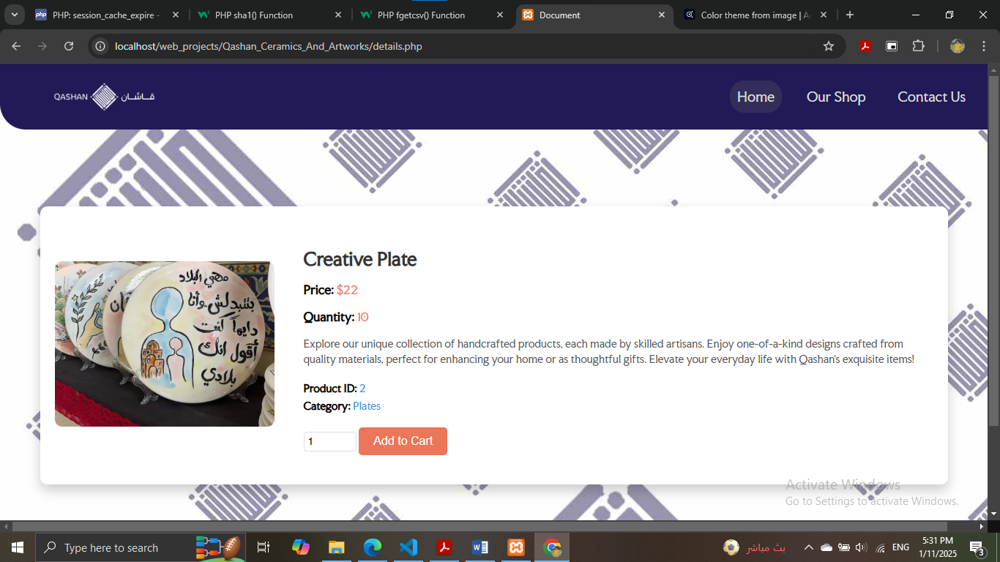 PHP: session_cache_expire -
PHP sha1() Function
PHP fgetcsv() Function
Document
Color theme from image | Ad
localhost/web_projects/Qashan_Ceramics_And_Artworks/details.php
QASHAN قاشان
Home
Our Shop
Contact Us
Creative Plate
Price: $22
Quantity: 10
Explore our unique collection of handcrafted products, each made by skilled artisans. Enjoy one-of-a-kind designs crafted from
quality materials, perfect for enhancing your home or as thoughtful gifts. Elevate your everyday life with Qashan's exquisite items!
Product ID: 2
Category: Plates
1
Add to Cart
البلاد
بتتبدلش وأنا
دايماً كنت
أقول انك
بلادي
Activate Windows
Go to Settings to activate Windows.
Type here to search
بث مباشر
ENG
5:31 PM
1/11/2025
3